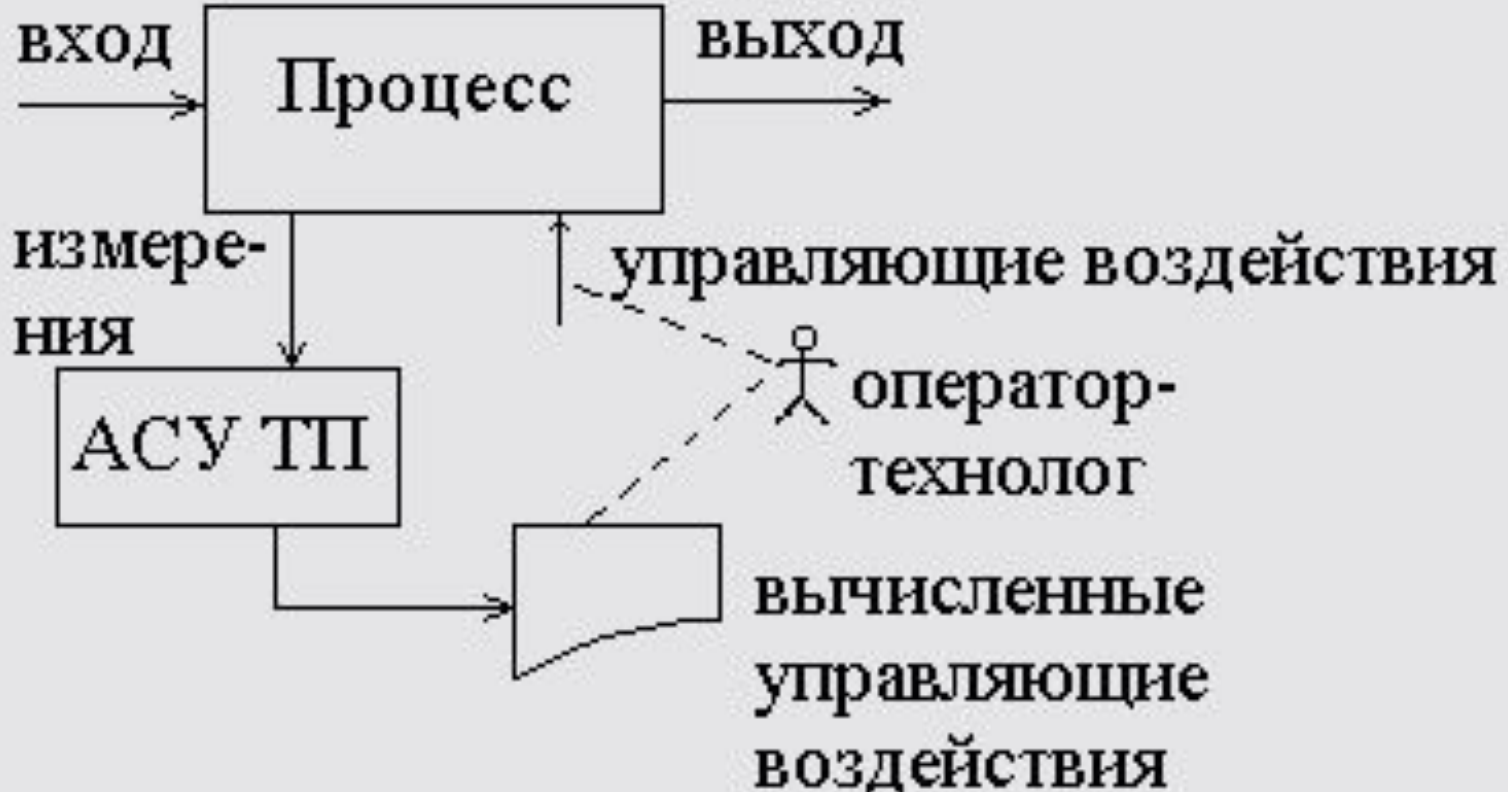 вход
выход
Процесс
измере-
ния
управляющие воздействия
АСУ ТП
оператор-
технолог
вычисленные
управляющие
воздействия